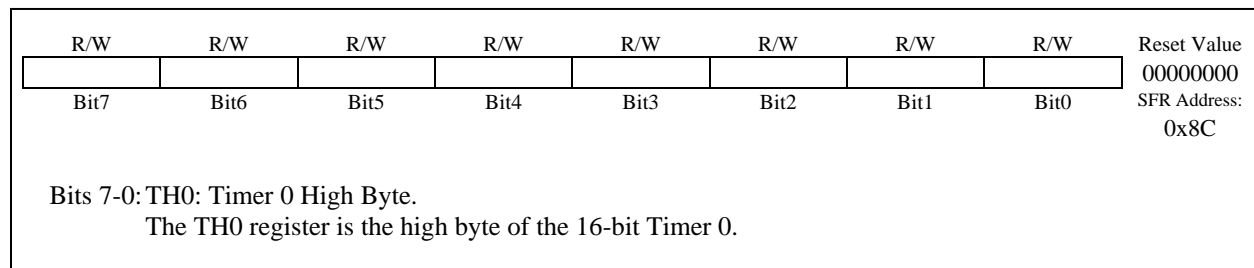 R/W R/W R/W R/W R/W R/W R/W R/W Reset Value
00000000
Bit7 Bit6 Bit5 Bit4 Bit3 Bit2 Bit1 Bit0 SFR Address:
0x8C
Bits 7-0: TH0: Timer 0 High Byte.
The TH0 register is the high byte of the 16-bit Timer 0.